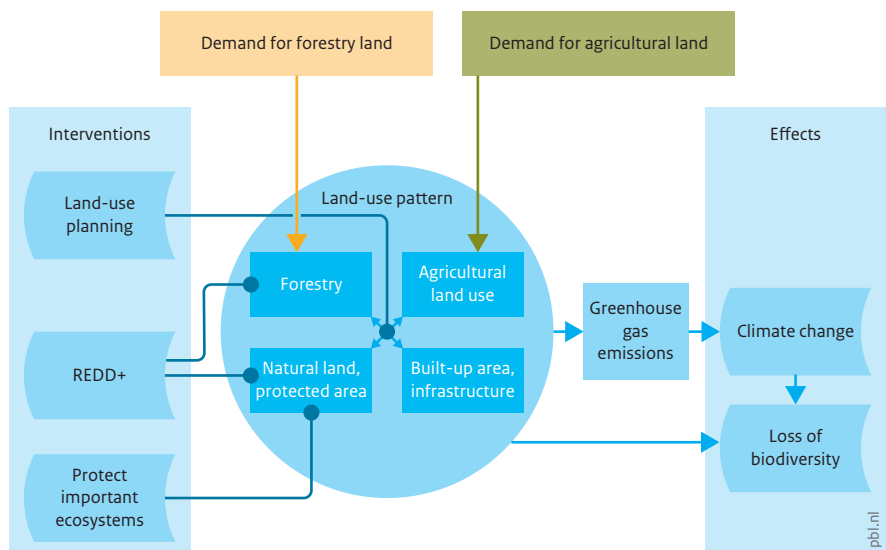 Demand for forestry land
Demand for agricultural land
Interventions
Land-use
planning
REDD+
Protect
important
ecosystems
Land-use pattern
Forestry
Agricultural
land use
Natural land,
protected area
Built-up area,
infrastructure
Greenhouse
gas
emissions
Effects
Climate change
Loss of
biodiversity
pbl.nl